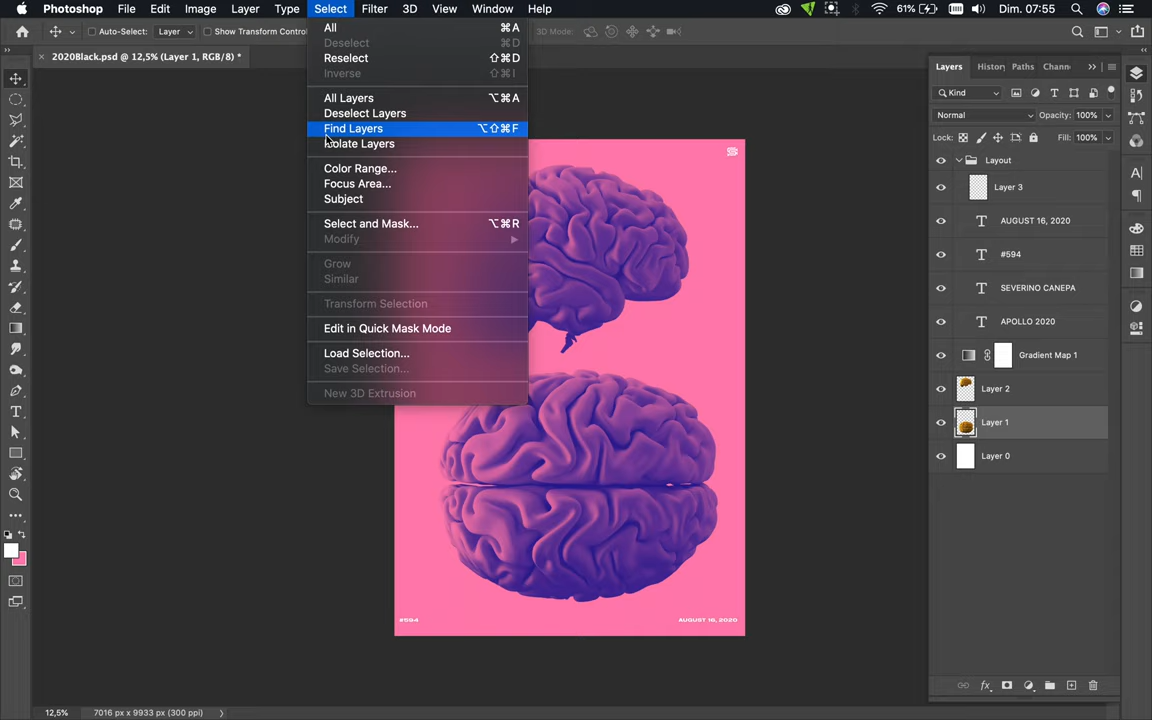 Photoshop File Edit Image Layer Type Select Filter 3D View Window Help 61% Dim. 07:55
Auto-Select: Layer Show Transform Contro 3D Mode:
2020Black.psd @ 12,5% (Layer 1, RGB/8) *
All ⌘A
Deselect ⌘D
Reselect ⇧⌘D
Inverse ⇧⌘I
All Layers ⌥⌘A
Deselect Layers
Find Layers ⌥⇧⌘F
Isolate Layers
Color Range...
Focus Area...
Subject
Select and Mask... ⌥⌘R
Modify
Grow
Similar
Transform Selection
Edit in Quick Mask Mode
Load Selection...
Save Selection...
New 3D Extrusion
#594 AUGUST 16, 2020
12,5% 7016 px x 9933 px (300 ppi)
Layers History Paths Chann
Kind
Normal Opacity: 100%
Lock: Fill: 100%
Layout
Layer 3
AUGUST 16, 2020
#594
SEVERINO CANEPA
APOLLO 2020
Gradient Map 1
Layer 2
Layer 1
Layer 0